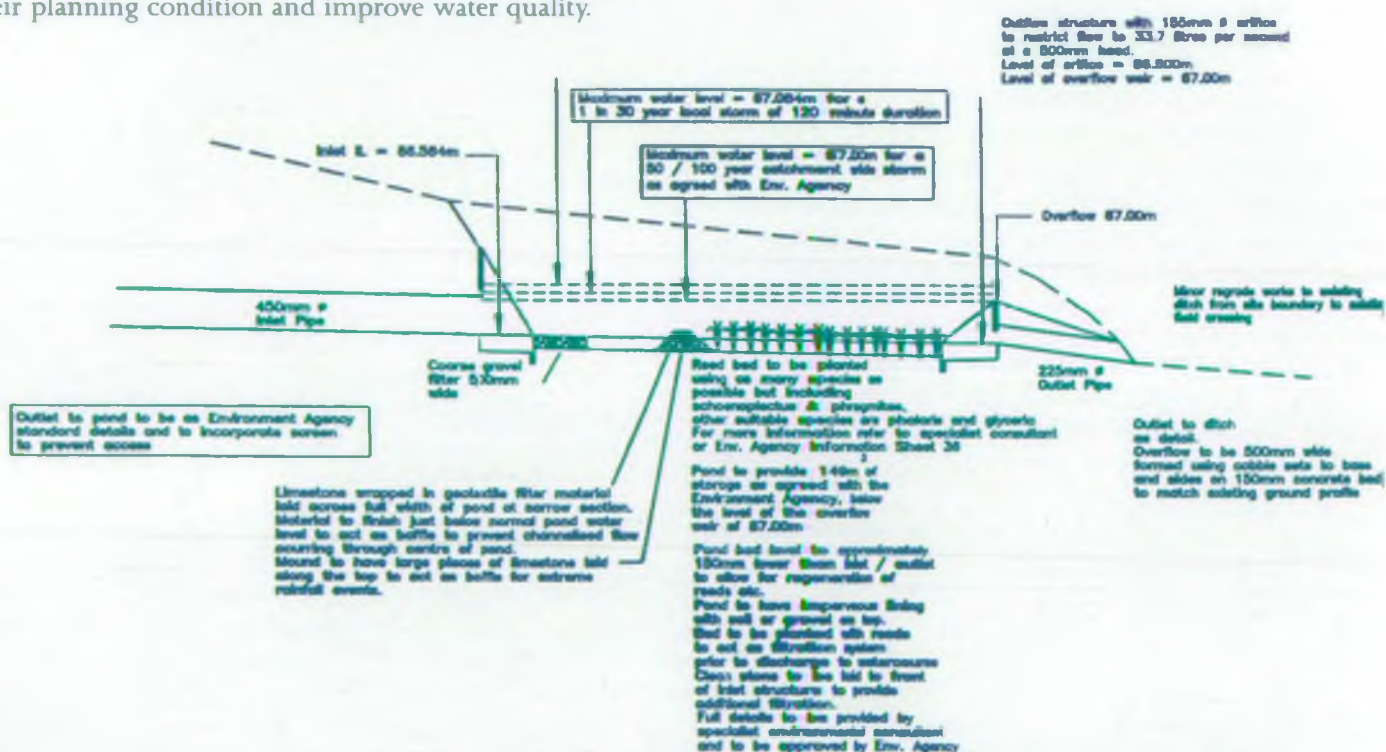 eir planning condition and improve water quality.
Outflow structure with 155mm ø orifice
to restrict flow to 33.7 litres per second
at a 500mm head.
Level of orifice = 66.500m
Level of overflow weir = 67.00m
Maximum water level = 67.084m for a
1 in 30 year local storm of 120 minute duration
Inlet IL = 66.564m
Maximum water level = 67.00m for a
50 / 100 year catchment wide storm
as agreed with Env. Agency
Overflow 67.00m
450mm ø
Inlet Pipe
Minor regrade works to existing
ditch from site boundary to
field crossing
Coarse gravel
filter 500mm
wide
225mm ø
Outlet Pipe
Reed bed to be planted
using as many species as
possible but including
schoenoplectus & phragmites,
other suitable species are phalaris and glyceria
For more information refer to specialist consultant
or Env. Agency Information Sheet 36
Outlet to pond to be as Environment Agency
standard details and to incorporate screen
to prevent access
Outlet to ditch
as detail.
Overflow to be 500mm wide
formed using cobble sets to base
and sides on 150mm concrete bed
to match existing ground profile
Pond to provide 149m of
3
storage as agreed with the
Environment Agency, below
the level of the overflow
weir of 67.00m
Limestone wrapped in geotextile filter material
laid across full width of pond at narrow section.
Material to finish just below normal pond water
level to act as baffle to prevent channelised flow
ocurring through centre of pond.
Mound to have large pieces of limestone laid
along the top to act as baffle for extreme
rainfall events.
Pond bed level to approximately
150mm lower than inlet / outlet
to allow for regeneration of
reeds etc.
Pond to have impervious lining
with soil or gravel on top.
Bed to be planted with reeds
to act as filtration system
prior to discharge to watercourse
Clean stone to be laid to front
of inlet structure to provide
additional filtration.
Full details to be provided by
specialist environmental consultant
and to be approved by Env. Agency